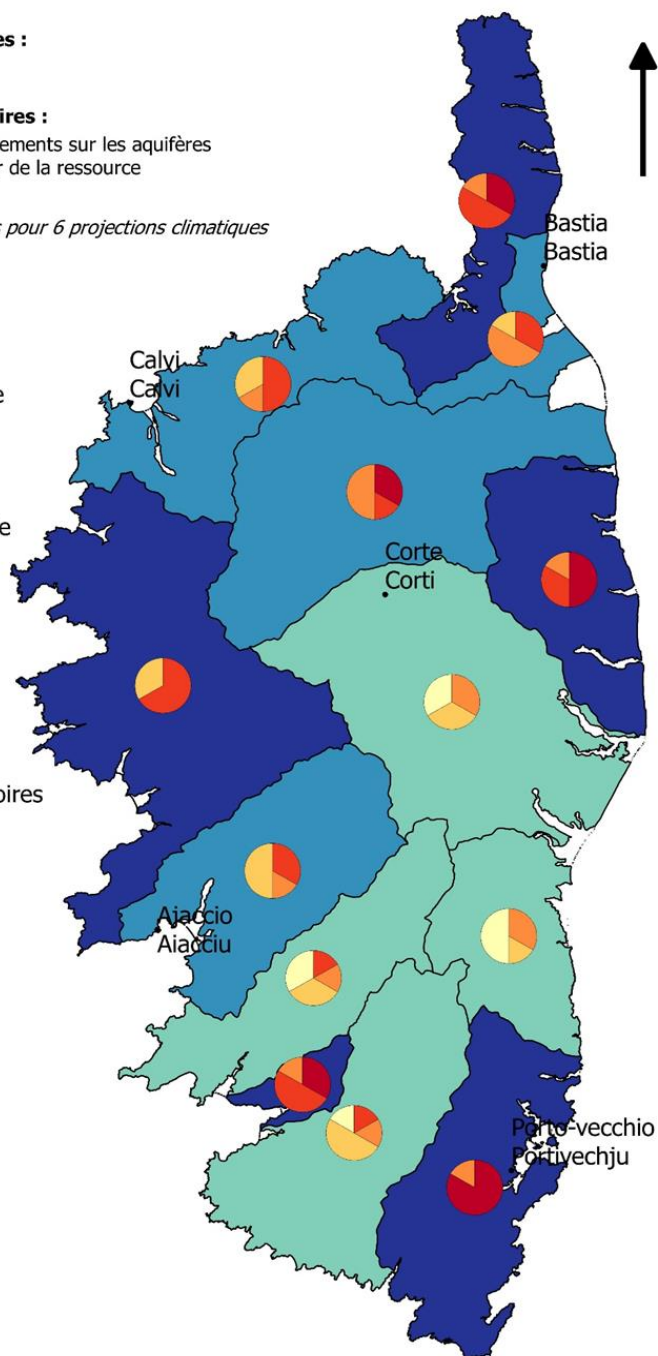 es :
ires :
ements sur les aquifères
r de la ressource
s pour 6 projections climatiques
Bastia
Bastia
Calvi
Calvi
e
e
Corte
Corti
oires
Ajaccio
Aiacciu
Porto-vecchio
Portivechju